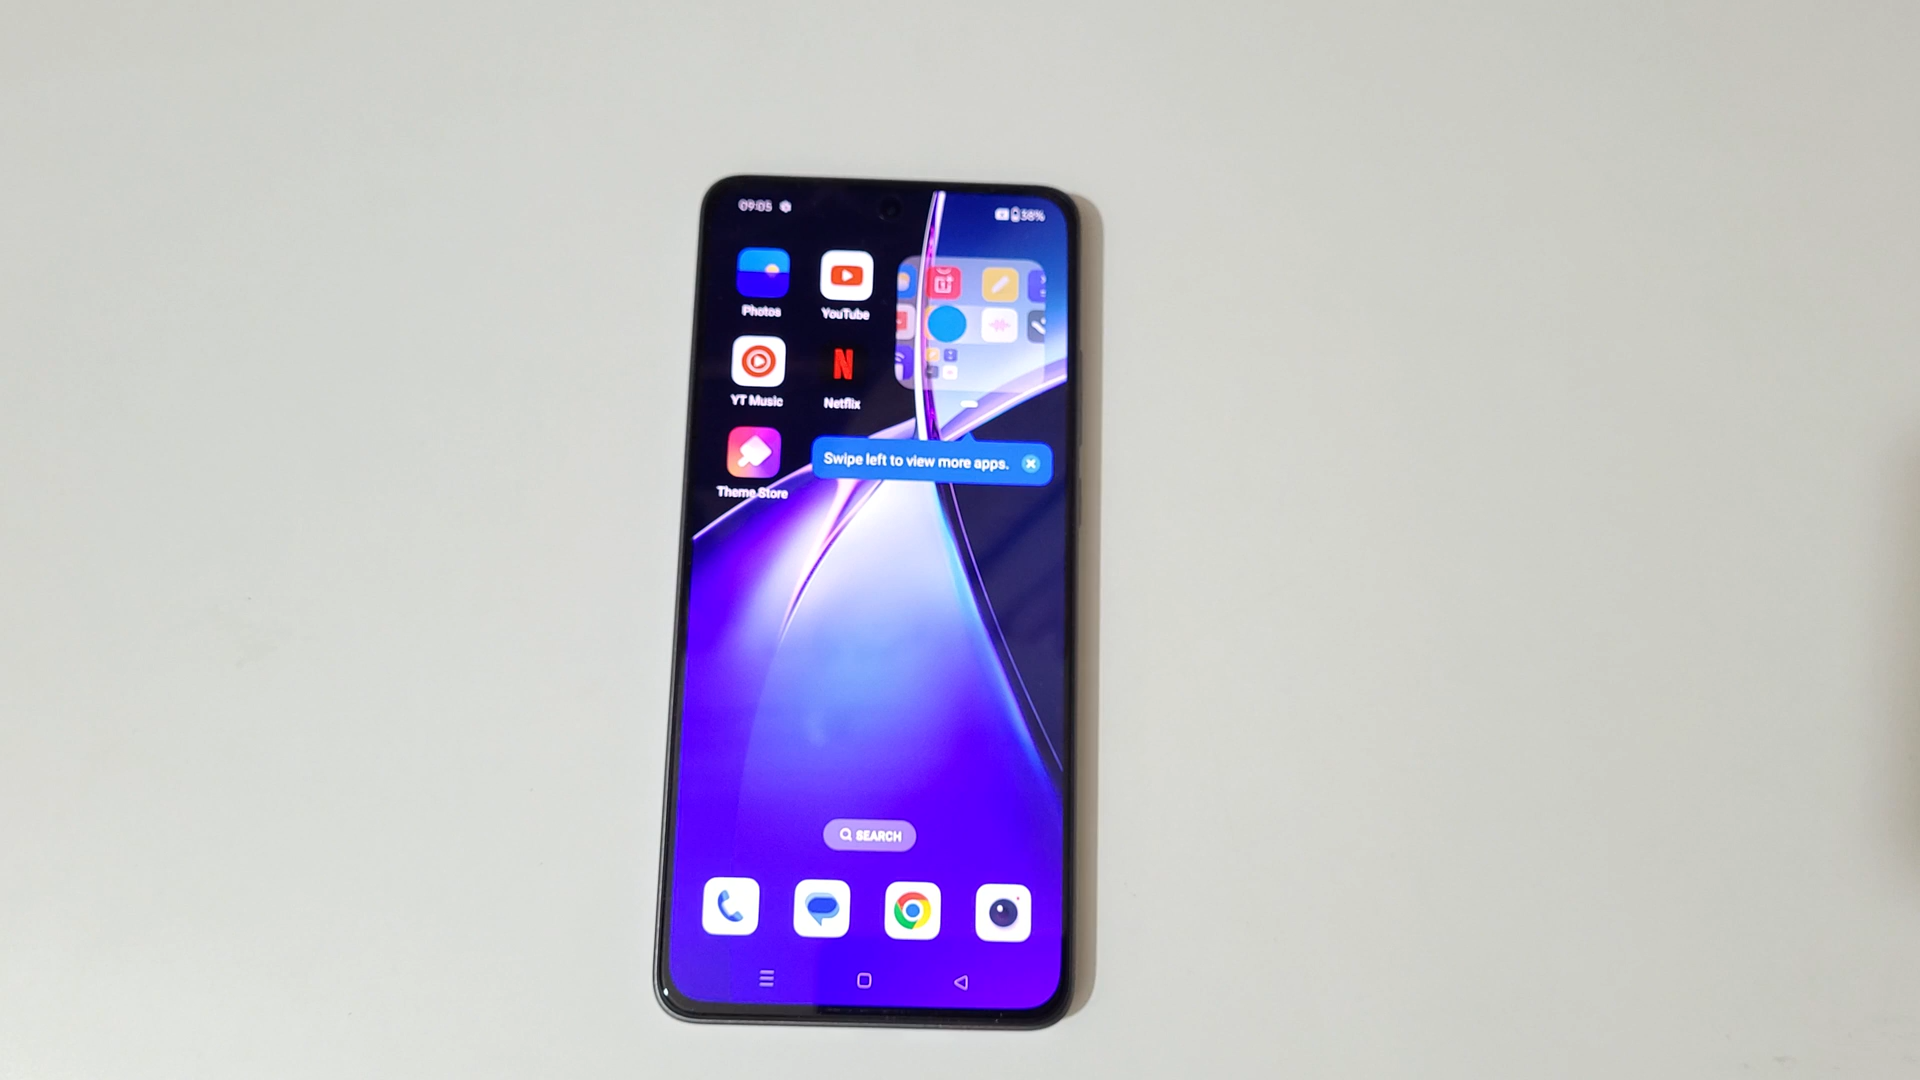 09:05
38%
Photos
YouTube
YT Music
N
Netflix
Swipe left to view more apps.
Theme Store
SEARCH